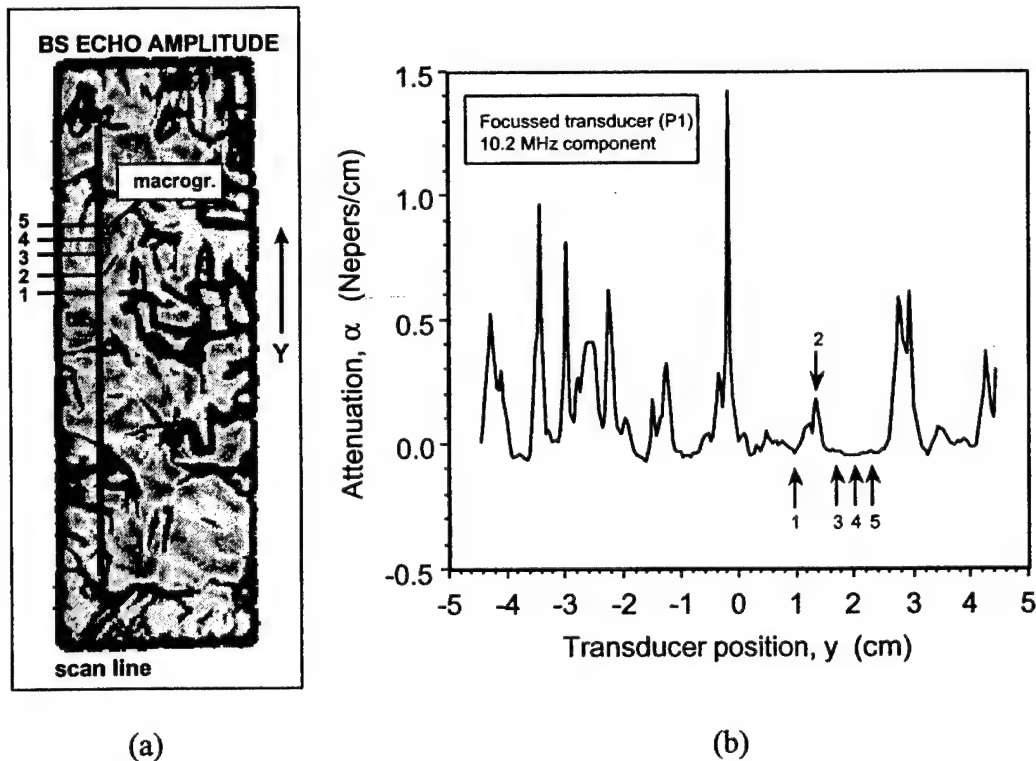 BS ECHO AMPLITUDE
macrogr.
5
4
3
2
1
Y
scan line
(a)
1.5
1.0
0.5
0.0
-0.5
Attenuation, α (Nepers/cm)
Focussed transducer (P1)
10.2 MHz component
2
1
3
4
5
-5
-4
-3
-2
-1
0
1
2
3
4
5
Transducer position, y (cm)
(b)